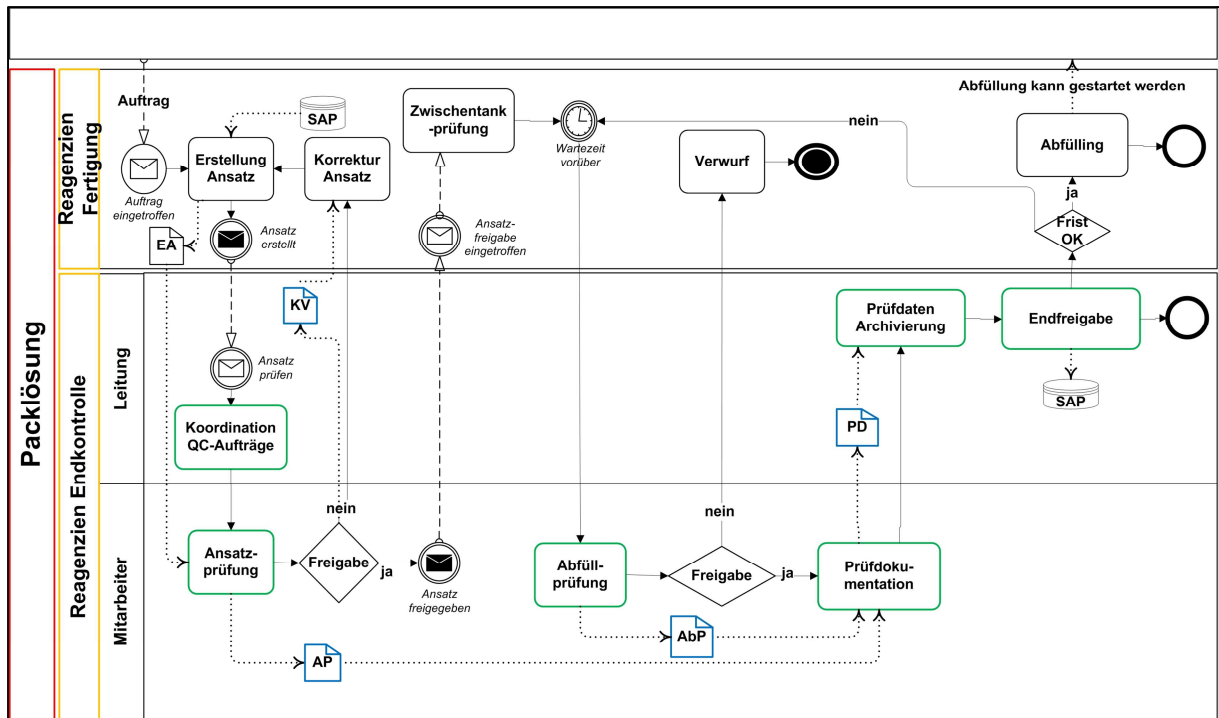 Packlösung
Reagenzien
Fertigung
Reagenzien Endkontrolle
Leitung
Mitarbeiter
Auftrag
Auftrag
eingetroffen
SAP
Erstellung
Ansatz
Korrektur
Ansatz
EA
Ansatz
erstellt
Zwischentank
-prüfung
Ansatz-
freigabe
eingetroffen
Wartezeit
vorüber
Verwurf
nein
Abfüllung kann gestartet werden
Abfülling
ja
Frist
OK
KV
Ansatz
prüfen
Koordination
QC-Aufträge
Prüfdaten
Archivierung
Endfreigabe
SAP
PD
nein
Ansatz-
prüfung
Freigabe
ja
Ansatz
freigegeben
AP
Abfüll-
prüfung
nein
Freigabe
ja
Prüfdoku-
mentation
AbP